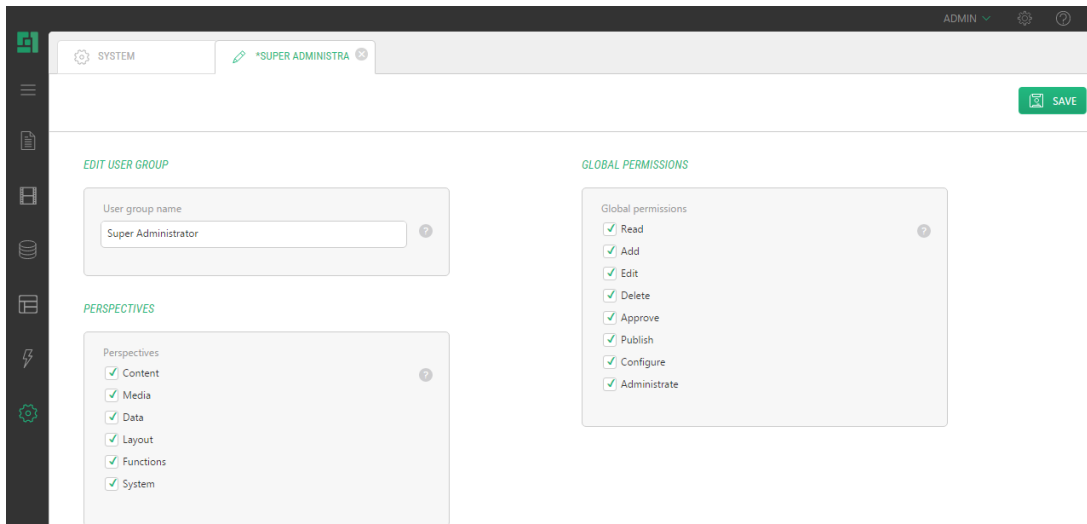 ADMIN
SYSTEM
*SUPER ADMINISTRA
SAVE
EDIT USER GROUP
User group name
Super Administrator
PERSPECTIVES
Perspectives
Content
Media
Data
Layout
Functions
System
GLOBAL PERMISSIONS
Global permissions
Read
Add
Edit
Delete
Approve
Publish
Configure
Administrate